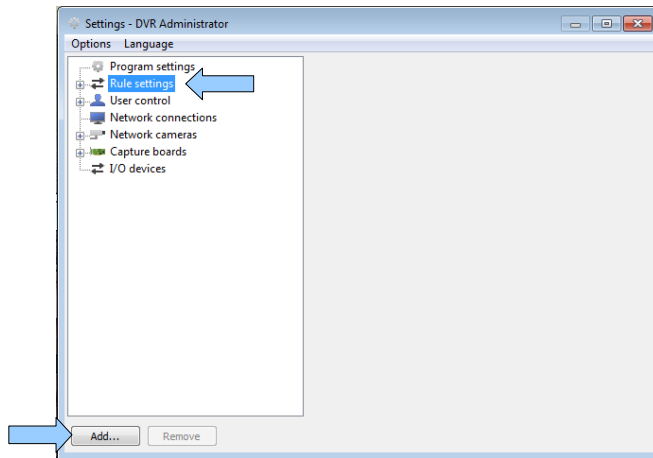 Settings - DVR Administrator
Options Language
Program settings
Rule settings
User control
Network connections
Network cameras
Capture boards
I/O devices
Add... Remove